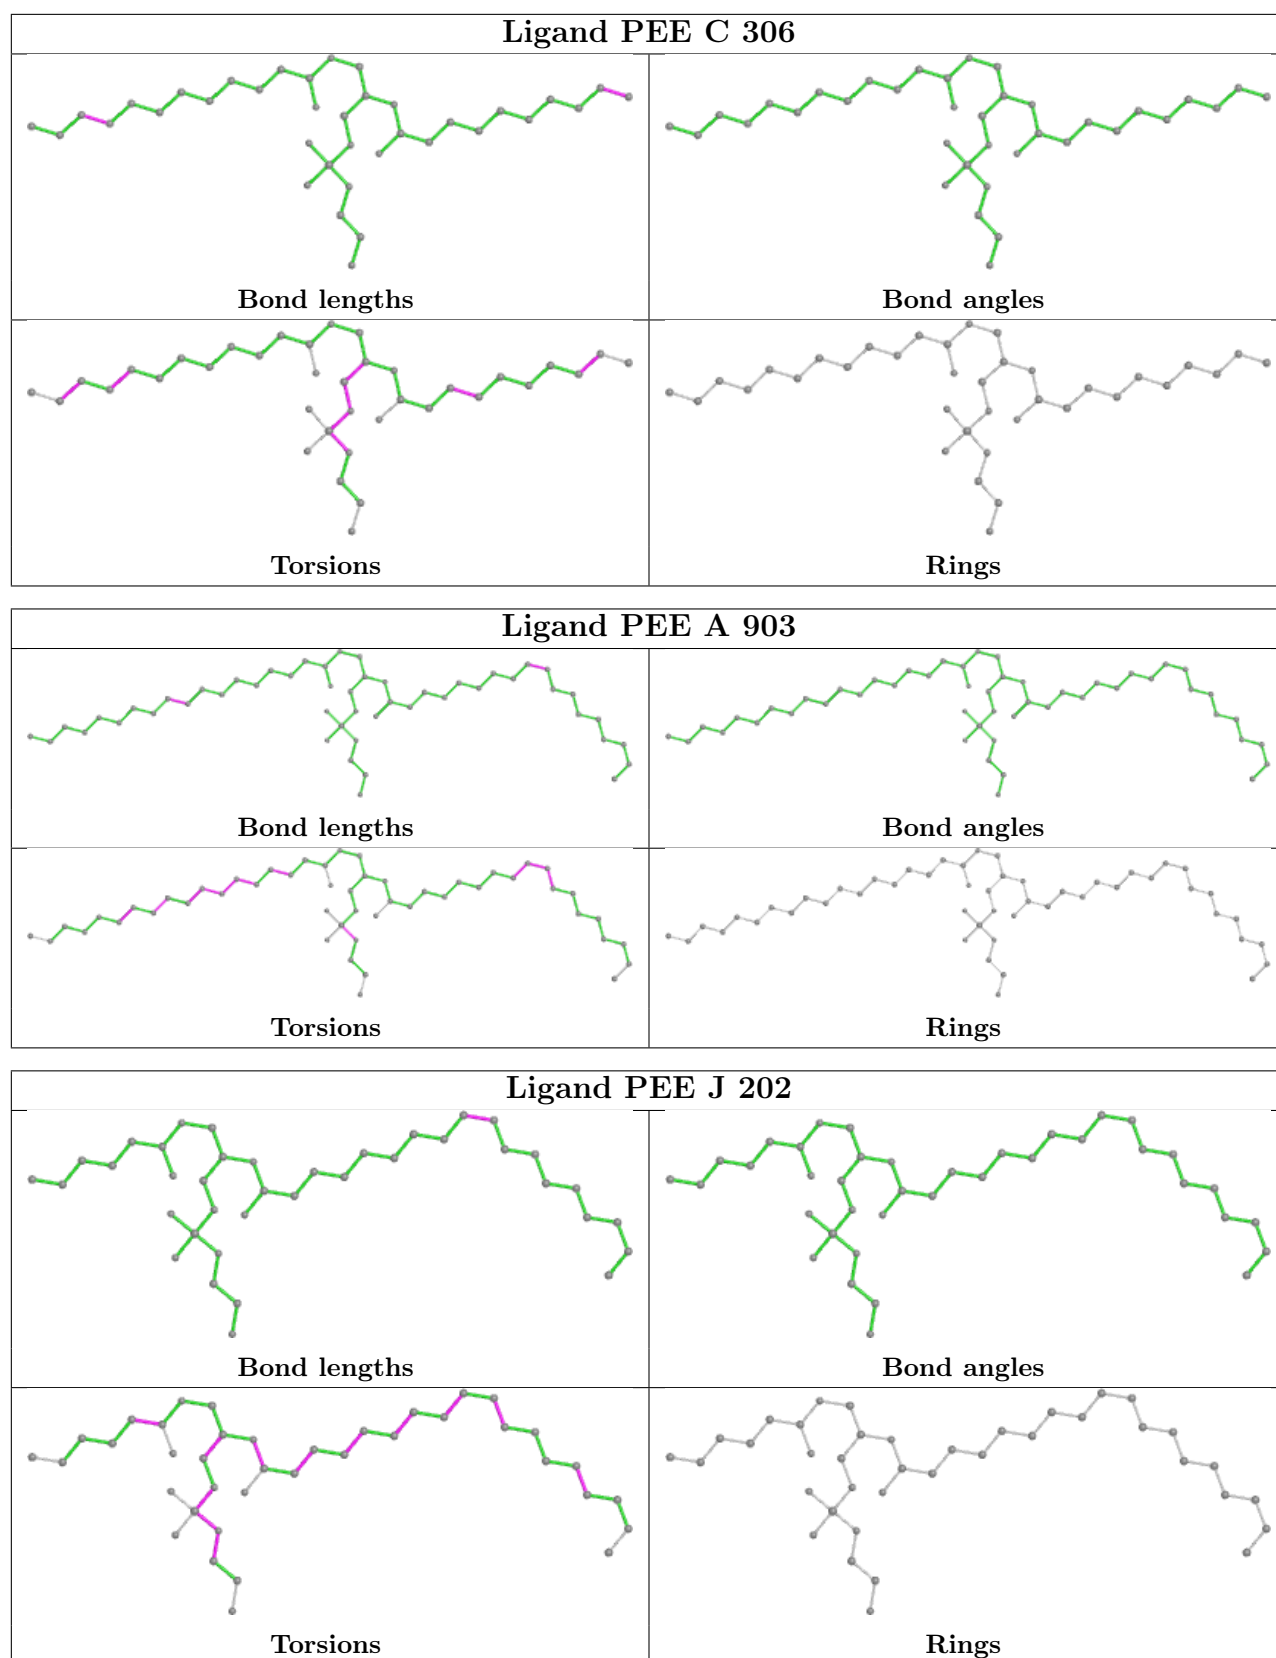 Ligand PEE C 306
Bond lengths
Bond angles
Torsions
Rings
Ligand PEE A 903
Bond lengths
Bond angles
Torsions
Rings
Ligand PEE J 202
Bond lengths
Bond angles
Torsions
Rings